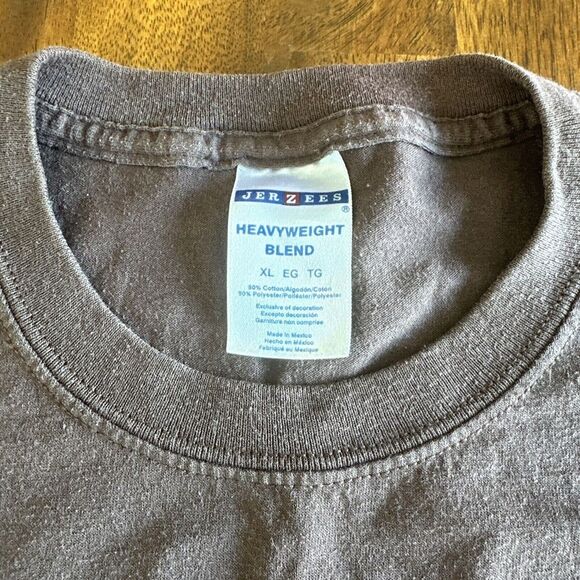 JERZEES
®
HEAVYWEIGHT
BLEND
XL EG TG
50% Cotton/Algodón/Coton
50% Polyester/Poliéster/Polyester
Exclusive of decoration
Excepto decoración
Garniture non comprise
Made in Mexico
Hecho en México
Fabriqué au Mexique